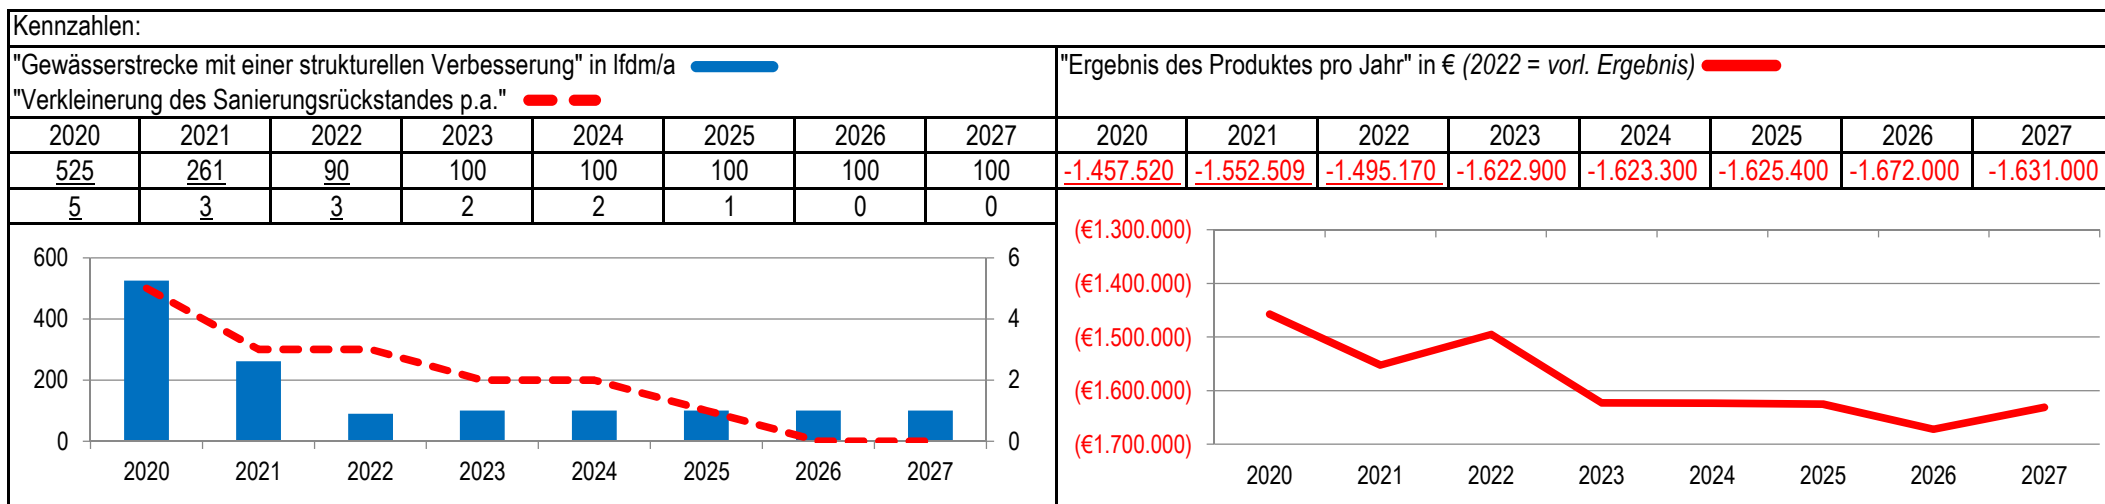 Kennzahlen:
"Gewässerstrecke mit einer strukturellen Verbesserung" in lfdm/a
"Verkleinerung des Sanierungsrückstandes p.a."
2020 2021 2022 2023 2024 2025 2026 2027
525 261 90 100 100 100 100 100
5 3 3 2 2 1 0 0
600 6
400 4
200 2
0 0
2020 2021 2022 2023 2024 2025 2026 2027
"Ergebnis des Produktes pro Jahr" in € (2022 = vorl. Ergebnis)
2020 2021 2022 2023 2024 2025 2026 2027
-1.457.520 -1.552.509 -1.495.170 -1.622.900 -1.623.300 -1.625.400 -1.672.000 -1.631.000
(€1.300.000)
(€1.400.000)
(€1.500.000)
(€1.600.000)
(€1.700.000)
2020 2021 2022 2023 2024 2025 2026 2027